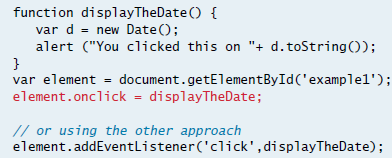 function displayTheDate() {
var d = new Date();
alert ("You clicked this on "+ d.toString());
}
var element = document.getElementById('example1');
element.onclick = displayTheDate;
// or using the other approach
element.addEventListener('click',displayTheDate);